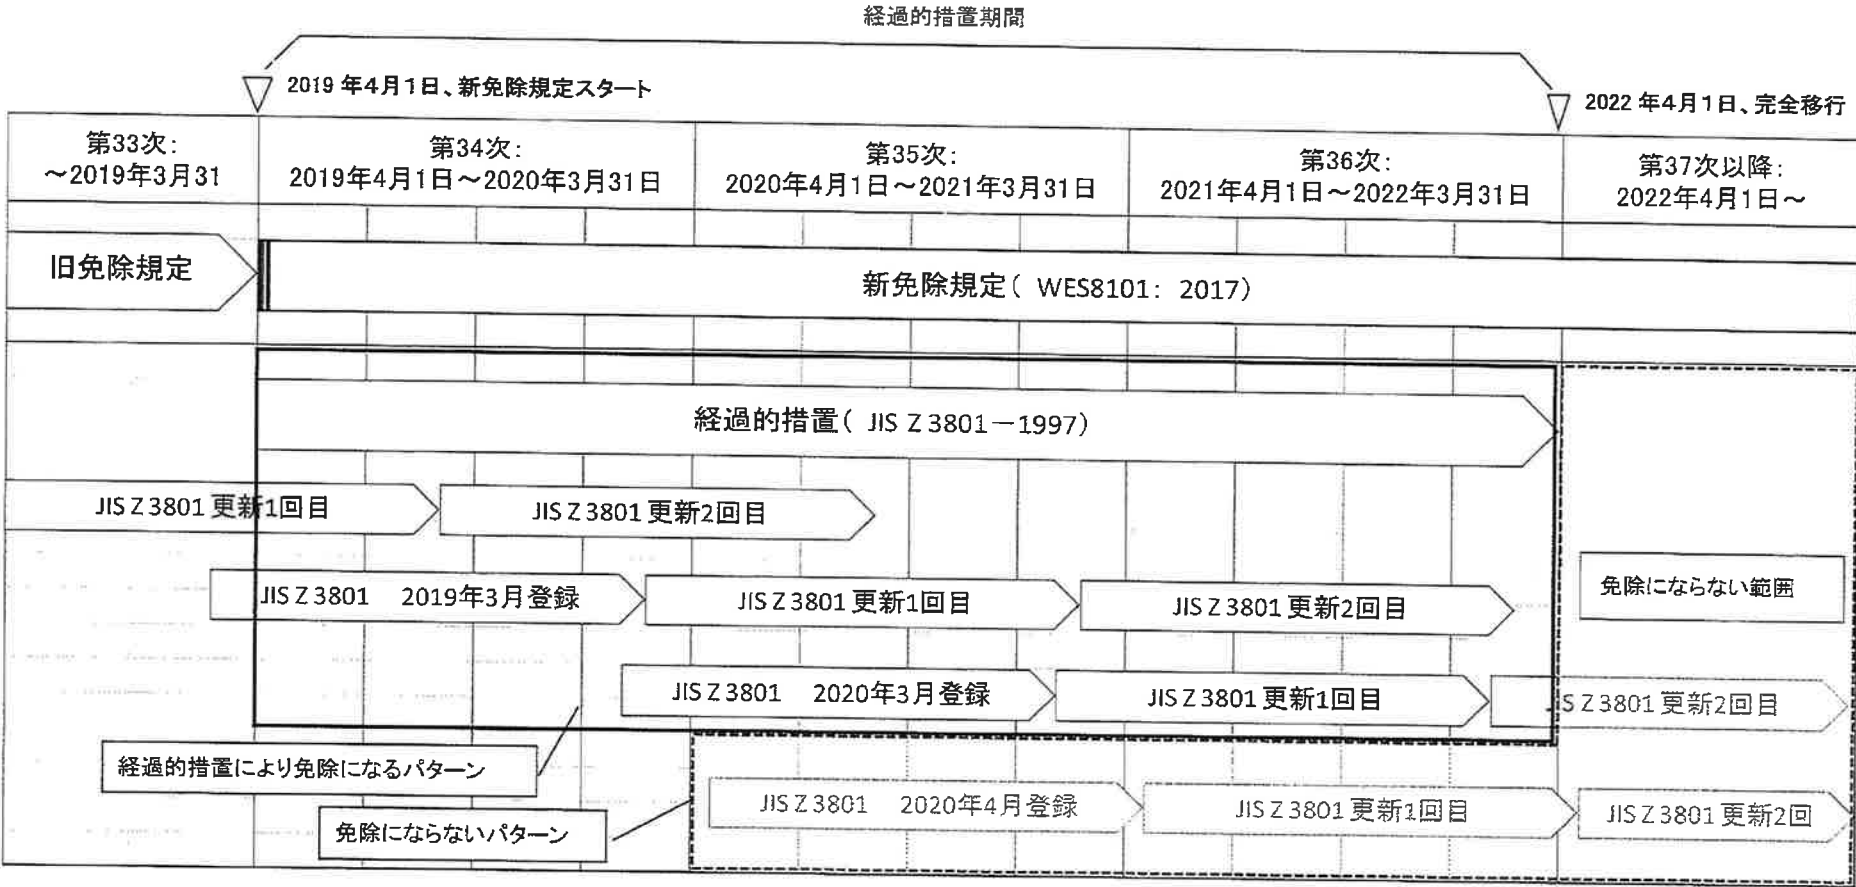 経過的措置期間
2019年4月1日、新免除規定スタート
2022年4月1日、完全移行
第33次:
～2019年3月31
第34次:
2019年4月1日～2020年3月31日
第35次:
2020年4月1日～2021年3月31日
第36次:
2021年4月1日～2022年3月31日
第37次以降:
2022年4月1日～
旧免除規定
新免除規定( WES8101: 2017)
経過的措置( JIS Z 3801－1997)
JIS Z 3801 更新1回目
JIS Z 3801 更新2回目
JIS Z 3801 2019年3月登録
JIS Z 3801 更新1回目
JIS Z 3801 更新2回目
免除にならない範囲
JIS Z 3801 2020年3月登録
JIS Z 3801 更新1回目
JIS Z 3801 更新2回目
経過的措置により免除になるパターン
JIS Z 3801 2020年4月登録
JIS Z 3801 更新1回目
JIS Z 3801 更新2回
免除にならないパターン